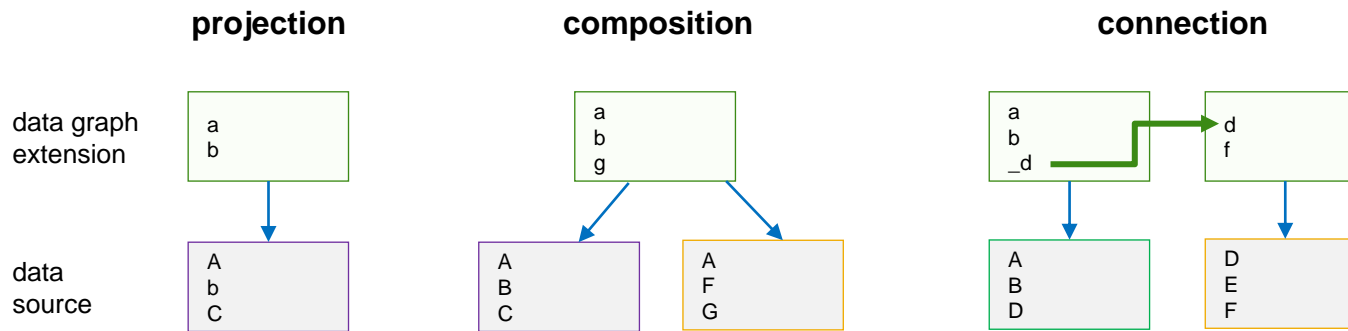 projection
composition
connection
data graph
extension
a
b
a
b
g
a
b
_d
d
f
data
source
A
b
C
A
B
C
A
F
G
A
B
D
D
E
F